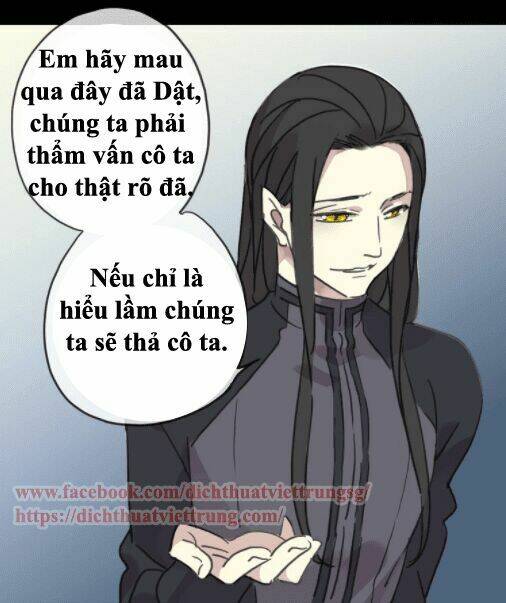 Em hãy mau
qua đây đã Dật,
chúng ta phải
thẩm vấn cô ta
cho thật rõ đã.
Nếu chỉ là
hiểu lầm chúng
ta sẽ thả cô ta.
www.facebook.com/dichthuatviettrungsg/
https://dichthuatviettrung.com/